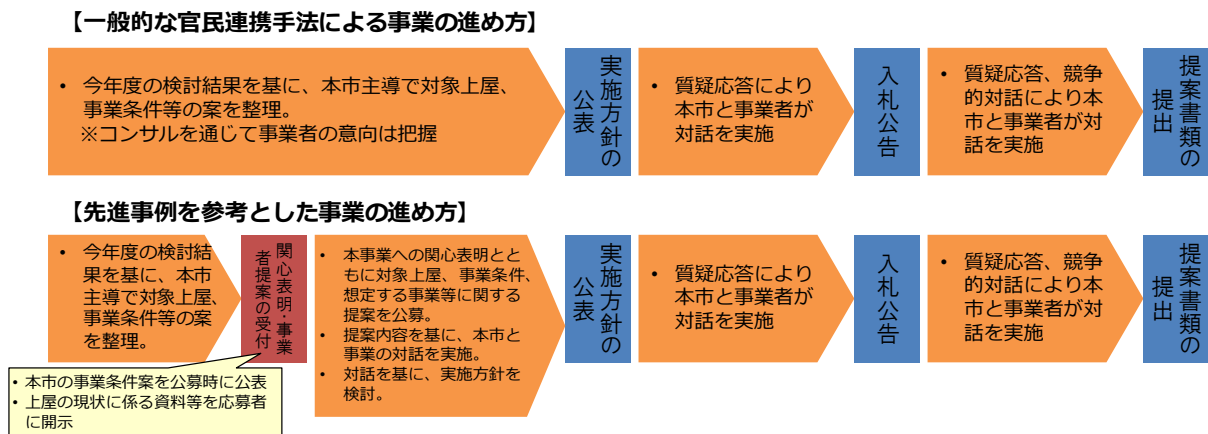 【一般的な官民連携手法による事業の進め方】
• 今年度の検討結果を基に、本市主導で対象上屋、
事業条件等の案を整理。
※コンサルを通じて事業者の意向は把握
実施方針の
公表
• 質疑応答により
本市と事業者が
対話を実施
入札公告
• 質疑応答、競争
的対話により本
市と事業者が対
話を実施
提案書類の
提出
【先進事例を参考とした事業の進め方】
• 今年度の検討結
果を基に、本市
主導で対象上屋、
事業条件等の案
を整理。
関心表明・事業
者提案の受付
• 本事業への関心表明とと
もに対象上屋、事業条件、
想定する事業等に関する
提案を公募。
• 提案内容を基に、本市と
事業の対話を実施。
• 対話を基に、実施方針を
検討。
実施方針の
公表
• 質疑応答により
本市と事業者が
対話を実施
入札公告
• 質疑応答、競争
的対話により本
市と事業者が対
話を実施
提案書類の
提出
• 本市の事業条件案を公募時に公表
• 上屋の現状に係る資料等を応募者
に開示